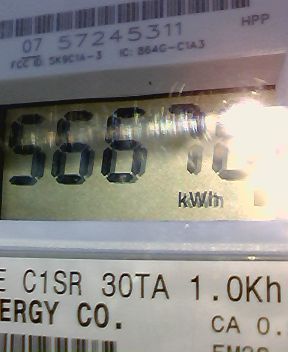 HPP
07 57245311
FCC ID: SK9C1A-3 IC: 864G-C1A3
kWh
E C1SR 30TA 1.0Kh
ERGY CO.
CA 0.